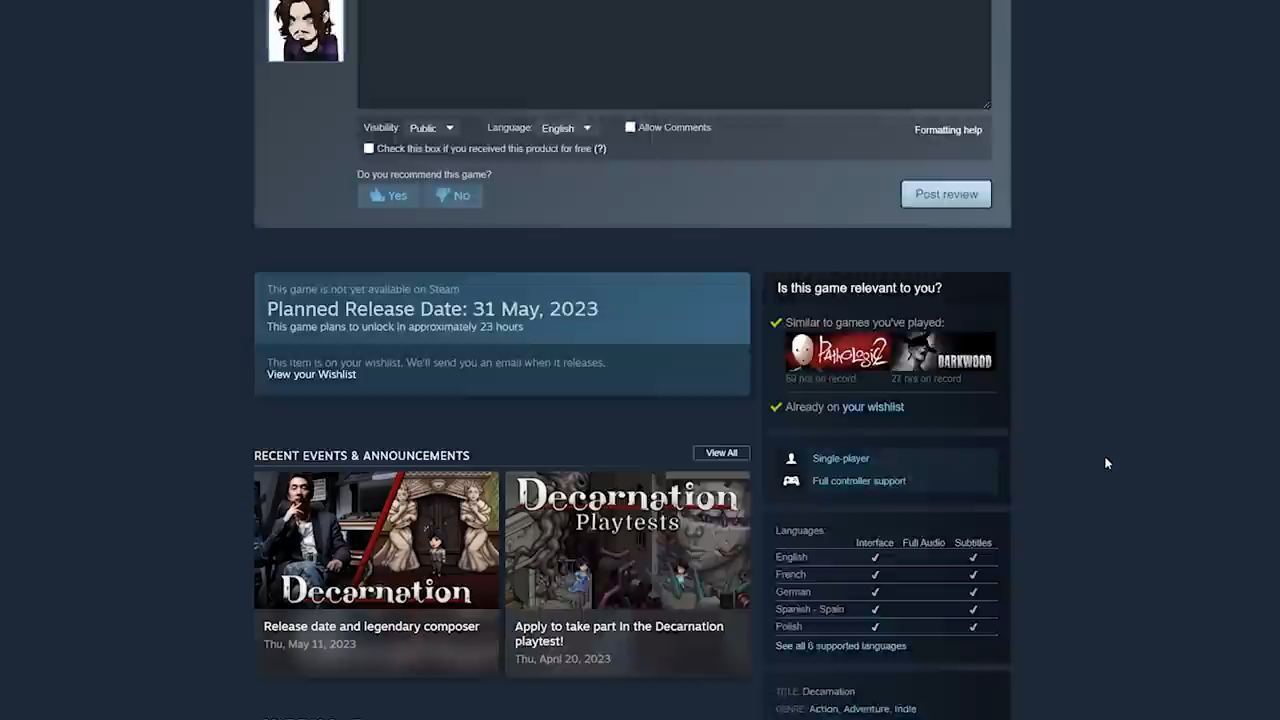 Visibility: Public
Language: English
Allow Comments
Formatting help
Check this box if you received this product for free (?)
Do you recommend this game?
Yes
No
Post review
This game is not yet available on Steam
Planned Release Date: 31 May, 2023
This game plans to unlock in approximately 23 hours
This item is on your wishlist. We'll send you an email when it releases.
View your Wishlist
RECENT EVENTS & ANNOUNCEMENTS
View All
Decarnation
Release date and legendary composer
Thu, May 11, 2023
Decarnation
Playtests
Apply to take part in the Decarnation
playtest!
Thu, April 20, 2023
Is this game relevant to you?
Similar to games you've played:
PATHOLOGIC2
DARKWOOD
hrs on record
hrs on record
Already on your wishlist
Single-player
Full controller support
Languages:
Interface Full Audio Subtitles
English ✓ ✓
French ✓ ✓
German ✓ ✓
Spanish - Spain ✓ ✓
Polish ✓ ✓
See all 6 supported languages
TITLE: Decarnation
GENRE: Action, Adventure, Indie